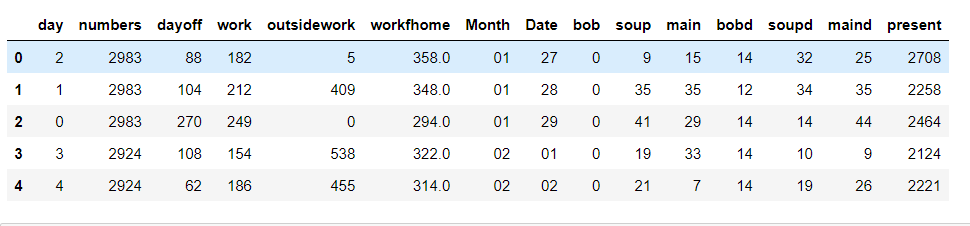 day numbers dayoff work outsidework workfhome Month Date bob soup main bobd soupd maind present
0 2 2983 88 182 5 358.0 01 27 0 9 15 14 32 25 2708
1 1 2983 104 212 409 348.0 01 28 0 35 35 12 34 35 2258
2 0 2983 270 249 0 294.0 01 29 0 41 29 14 14 44 2464
3 3 2924 108 154 538 322.0 02 01 0 19 33 14 10 9 2124
4 4 2924 62 186 455 314.0 02 02 0 21 7 14 19 26 2221